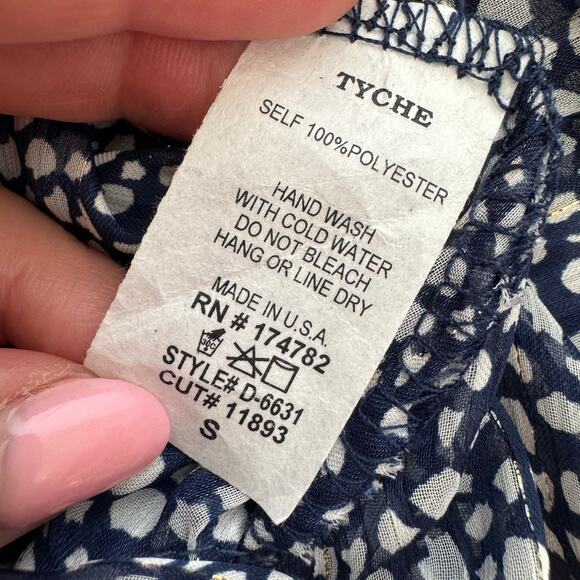 TYCHE
SELF 100%POLYESTER
HAND WASH
WITH COLD WATER
DO NOT BLEACH
HANG OR LINE DRY
MADE IN U.S.A.
RN # 174782
30C
STYLE# D-6631
CUT# 11893
S